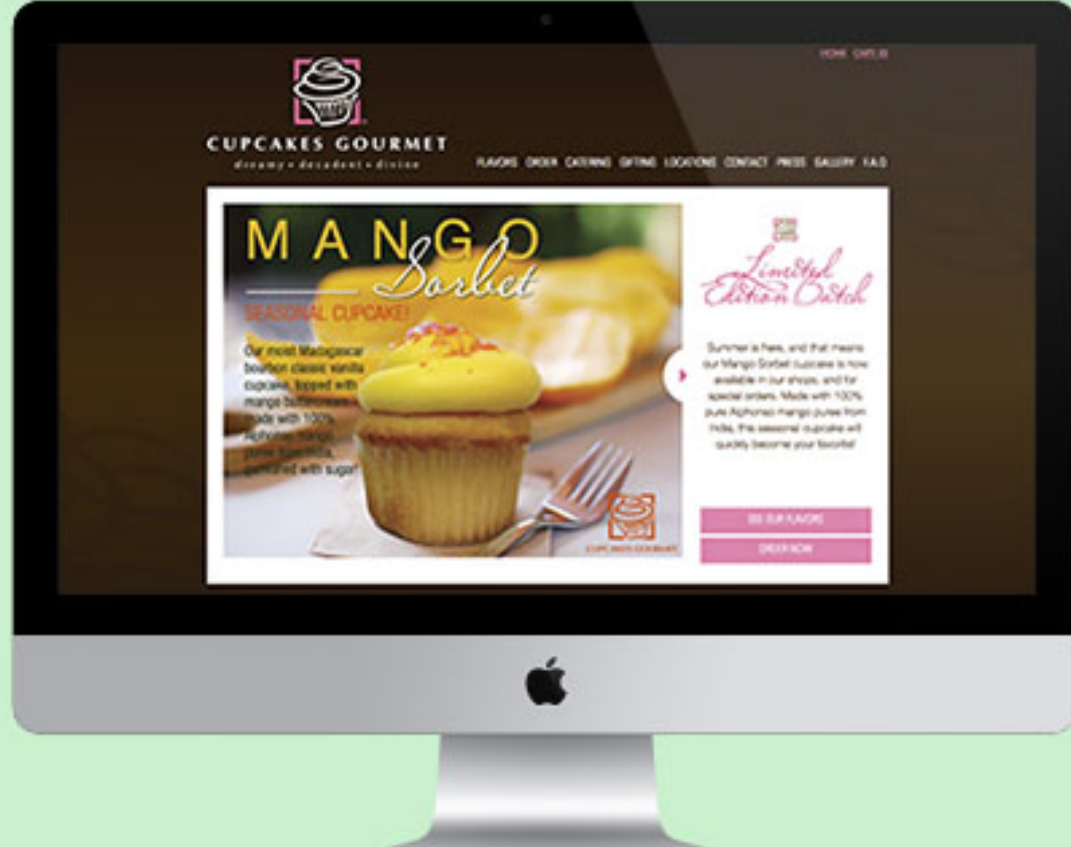 HOME CART
CUPCAKES GOURMET
dreamy • decadent • divine
FLAVORS ORDER CATERING GIFTING LOCATIONS CONTACT PRESS GALLERY F.A.Q
MANGO
Sorbet
SEASONAL CUPCAKE!
Our moist Madagascar
bourbon classic vanilla
cupcake, topped with
mango buttercream
made with 100%
Alphonso mango
puree from India,
garnished with sugar!
CUPCAKES GOURMET
Limited
Edition Batch
Summer is here, and that means
our Mango Sorbet cupcake is now
available in our shops, and for
special orders. Made with 100%
pure Alphonso mango puree from
India, this seasonal cupcake will
quickly become your favorite!
SEE OUR FLAVORS
ORDER NOW